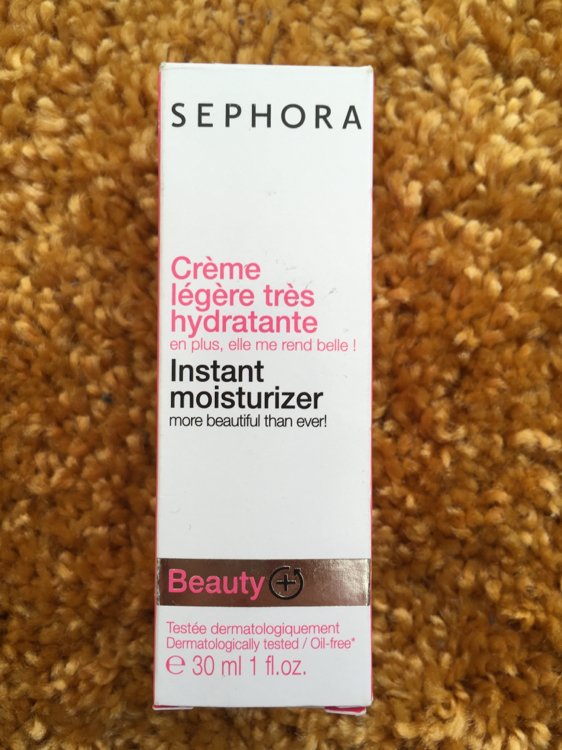 SEPHORA
Crème
légère très
hydratante
en plus, elle me rend belle !
Instant
moisturizer
more beautiful than ever!
Beauty +
Testée dermatologiquement
Dermatologically tested / Oil-free*
℮ 30 ml 1 fl.oz.